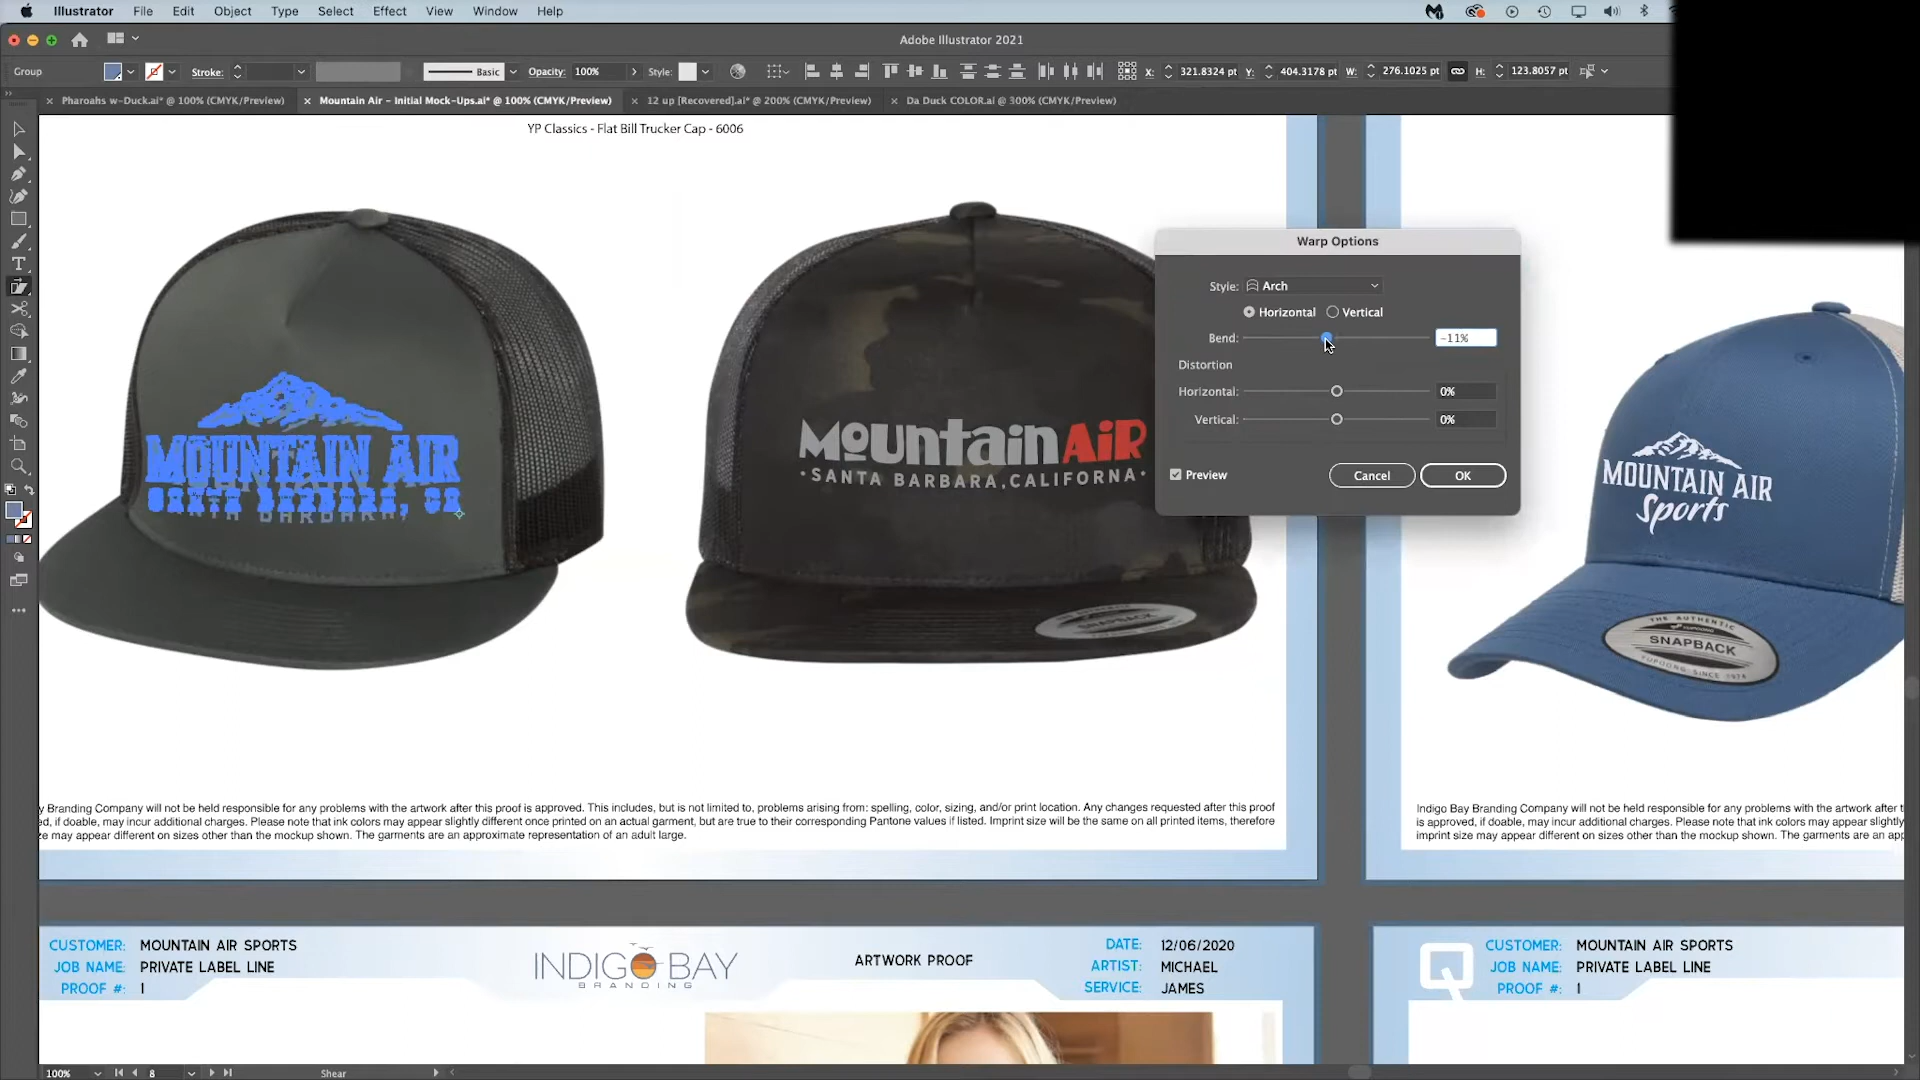 Illustrator File Edit Object Type Select Effect View Window Help
Adobe Illustrator 2021
Group Stroke: Basic Opacity: 100% Style: X: 321.8324 pt Y: 404.3178 pt W: 276.1025 pt H: 123.8057 pt
Pharoahs w-Duck.ai* @ 100% (CMYK/Preview) Mountain Air - Initial Mock-Ups.ai* @ 100% (CMYK/Preview) 12 up [Recovered].ai* @ 200% (CMYK/Preview) Da Duck COLOR.ai @ 300% (CMYK/Preview)
YP Classics - Flat Bill Trucker Cap - 6006
MOUNTAIN AIR
SANTA BARBARA, CA
MOUNTAIN AIR
•SANTA BARBARA,CALIFORNA•
SNAPBACK
Warp Options
Style: Arch
Horizontal Vertical
Bend: -11%
Distortion
Horizontal: 0%
Vertical: 0%
Preview Cancel OK
MOUNTAIN AIR
Sports
THE AUTHENTIC
SNAPBACK
YUPOONG-SINCE 1974
y Branding Company will not be held responsible for any problems with the artwork after this proof is approved. This includes, but is not limited to, problems arising from: spelling, color, sizing, and/or print location. Any changes requested after this proof
d, if doable, may incur additional charges. Please note that ink colors may appear slightly different once printed on an actual garment, but are true to their corresponding Pantone values if listed. Imprint size will be the same on all printed items, therefore
ze may appear different on sizes other than the mockup shown. The garments are an approximate representation of an adult large.
Indigo Bay Branding Company will not be held responsible for any problems with the artwork after t
is approved, if doable, may incur additional charges. Please note that ink colors may appear slightly
imprint size may appear different on sizes other than the mockup shown. The garments are an app
CUSTOMER: MOUNTAIN AIR SPORTS
JOB NAME: PRIVATE LABEL LINE
PROOF #: 1
INDIGO BAY
BRANDING
ARTWORK PROOF
DATE: 12/06/2020
ARTIST: MICHAEL
SERVICE: JAMES
CUSTOMER: MOUNTAIN AIR SPORTS
JOB NAME: PRIVATE LABEL LINE
PROOF #: 1
100% 8 Shear